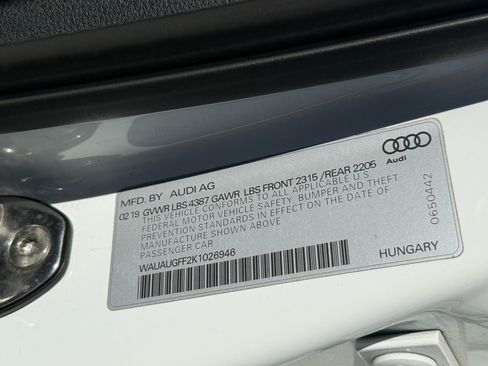 MFD. BY AUDI AG
Audi
0219 GVWR LBS 4387 GAWR LBS FRONT 2315 /REAR 2205
THIS VEHICLE CONFORMS TO ALL APPLICABLE U S
FEDERAL MOTOR VEHICLE SAFETY, BUMPER AND THEFT
PREVENTION STANDARDS IN EFFECT ON THE DATE OF
MANUFACTURE SHOWN ABOVE
PASSENGER CAR
WAUAUGFF2K1026946
HUNGARY
0650442